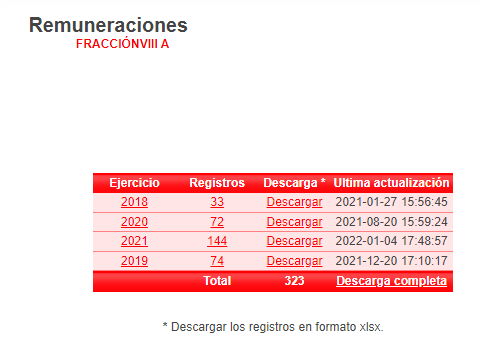 Remuneraciones
FRACCIÓNVIII A
Ejercicio Registros Descarga * Ultima actualización
2018 33 Descargar 2021-01-27 15:56:45
2020 72 Descargar 2021-08-20 15:59:24
2021 144 Descargar 2022-01-04 17:48:57
2019 74 Descargar 2021-12-20 17:10:17
Total 323 Descarga completa
* Descargar los registros en formato xlsx.